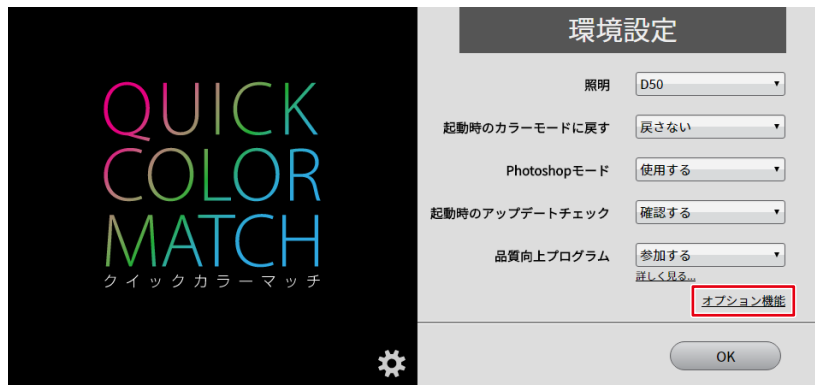 QUICK
COLOR
MATCH
クイックカラーマッチ
環境設定
照明 D50
起動時のカラーモードに戻す 戻さない
Photoshopモード 使用する
起動時のアップデートチェック 確認する
品質向上プログラム 参加する
詳しく見る...
オプション機能
OK